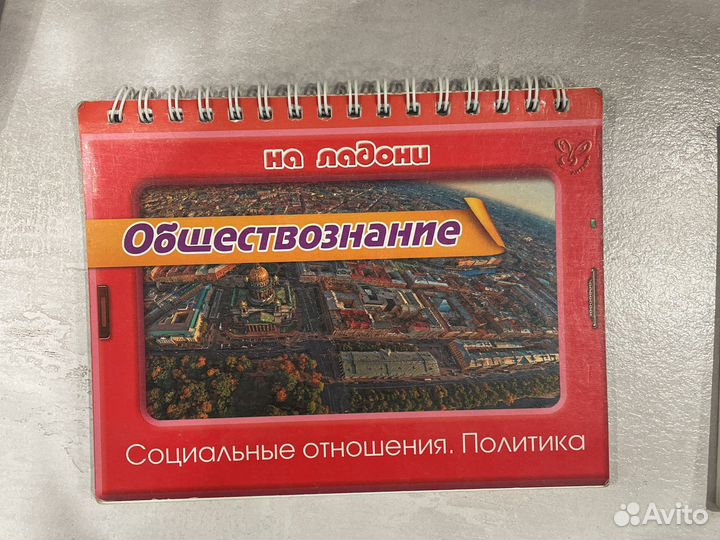 на ладони
Обществознание
Социальные отношения. Политика
Avito